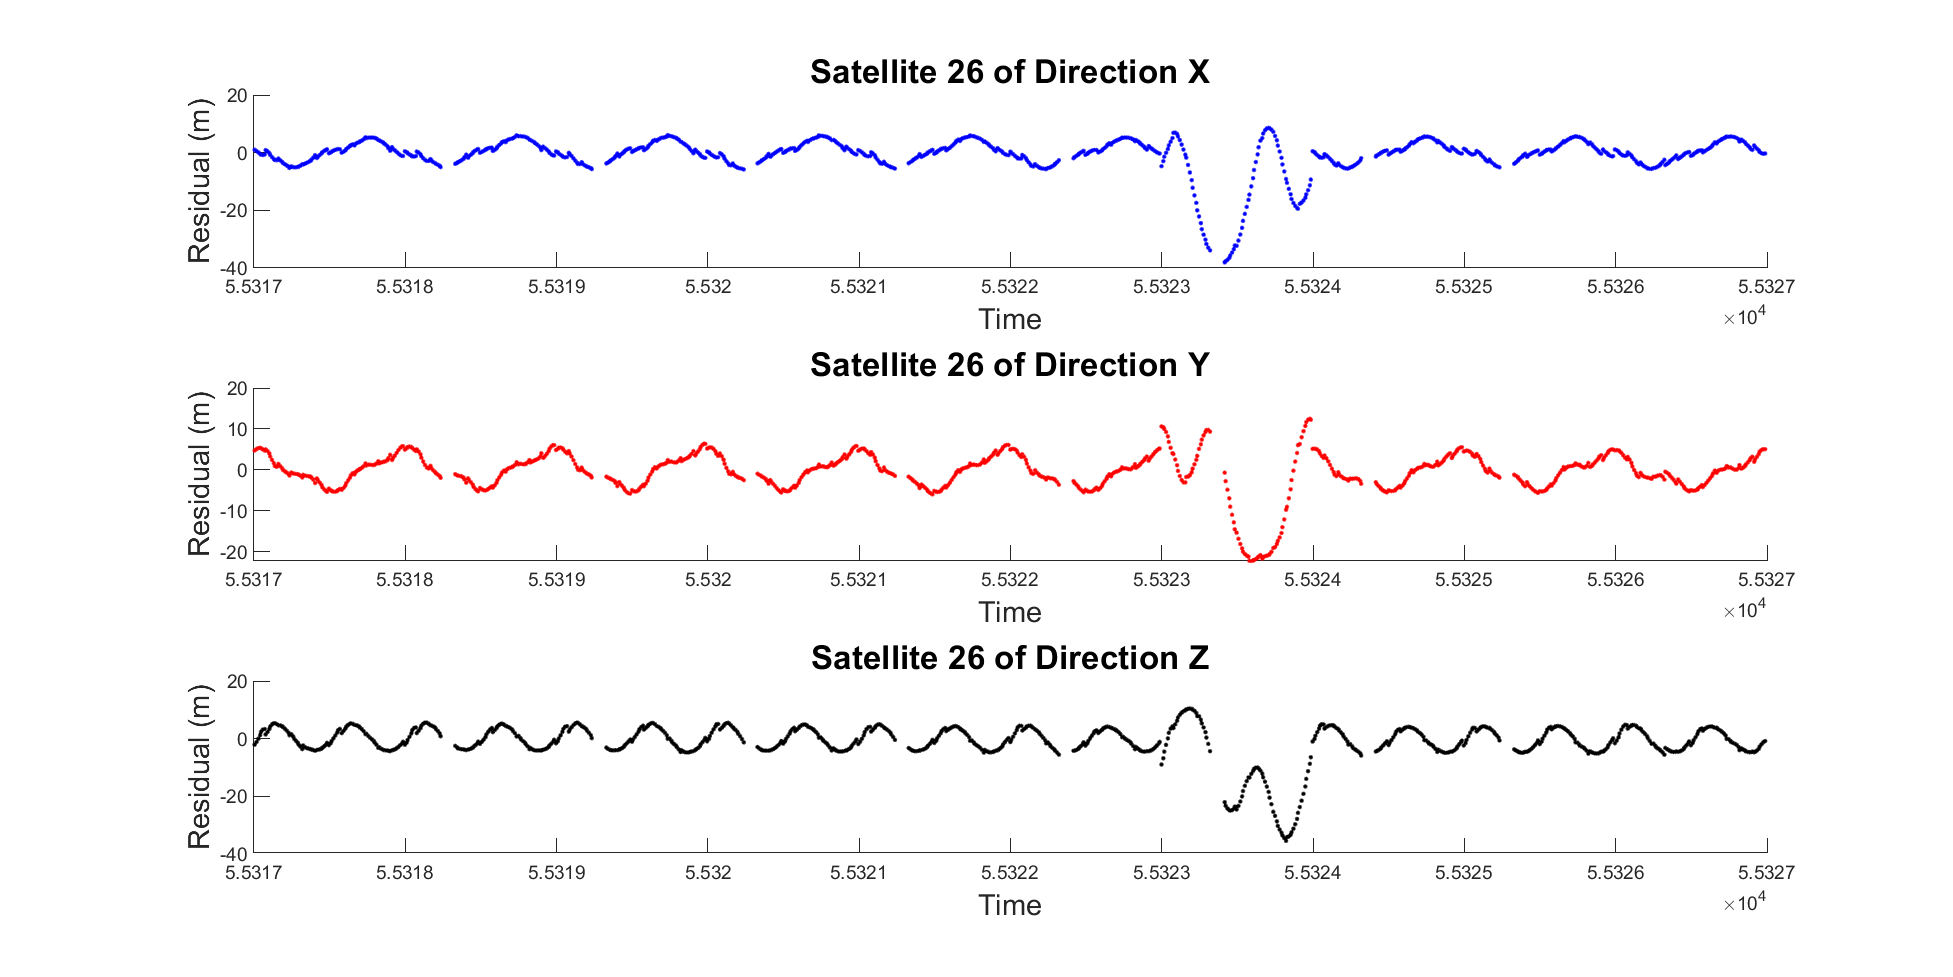 Satellite 26 of Direction X
Residual (m)
20
0
-20
-40
5.5317 5.5318 5.5319 5.532 5.5321 5.5322 5.5323 5.5324 5.5325 5.5326 5.5327
Time
×10⁴
Satellite 26 of Direction Y
Residual (m)
20
10
0
-10
-20
5.5317 5.5318 5.5319 5.532 5.5321 5.5322 5.5323 5.5324 5.5325 5.5326 5.5327
Time
×10⁴
Satellite 26 of Direction Z
Residual (m)
20
0
-20
-40
5.5317 5.5318 5.5319 5.532 5.5321 5.5322 5.5323 5.5324 5.5325 5.5326 5.5327
Time
×10⁴